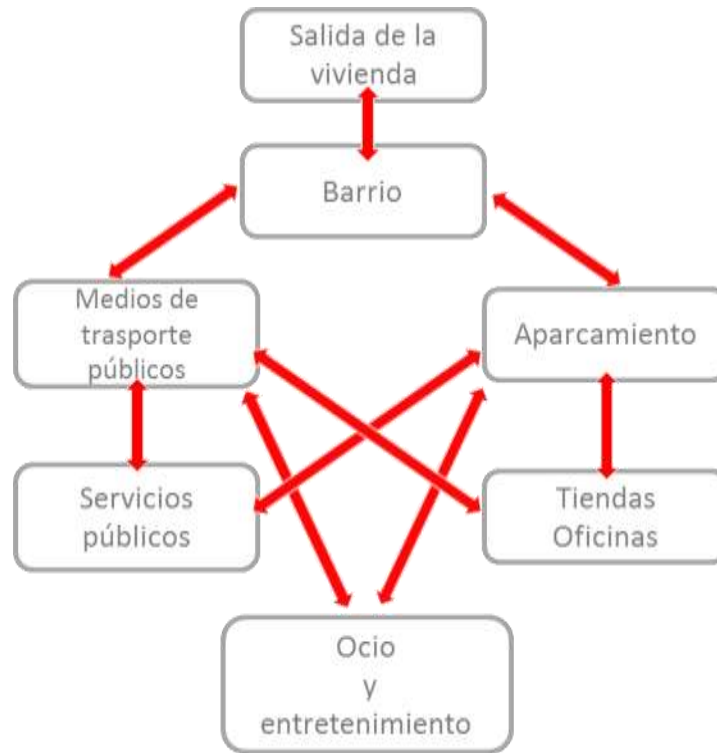 Salida de la
vivienda
Barrio
Medios de
trasporte
públicos
Aparcamiento
Servicios
públicos
Tiendas
Oficinas
Ocio
y
entretenimiento